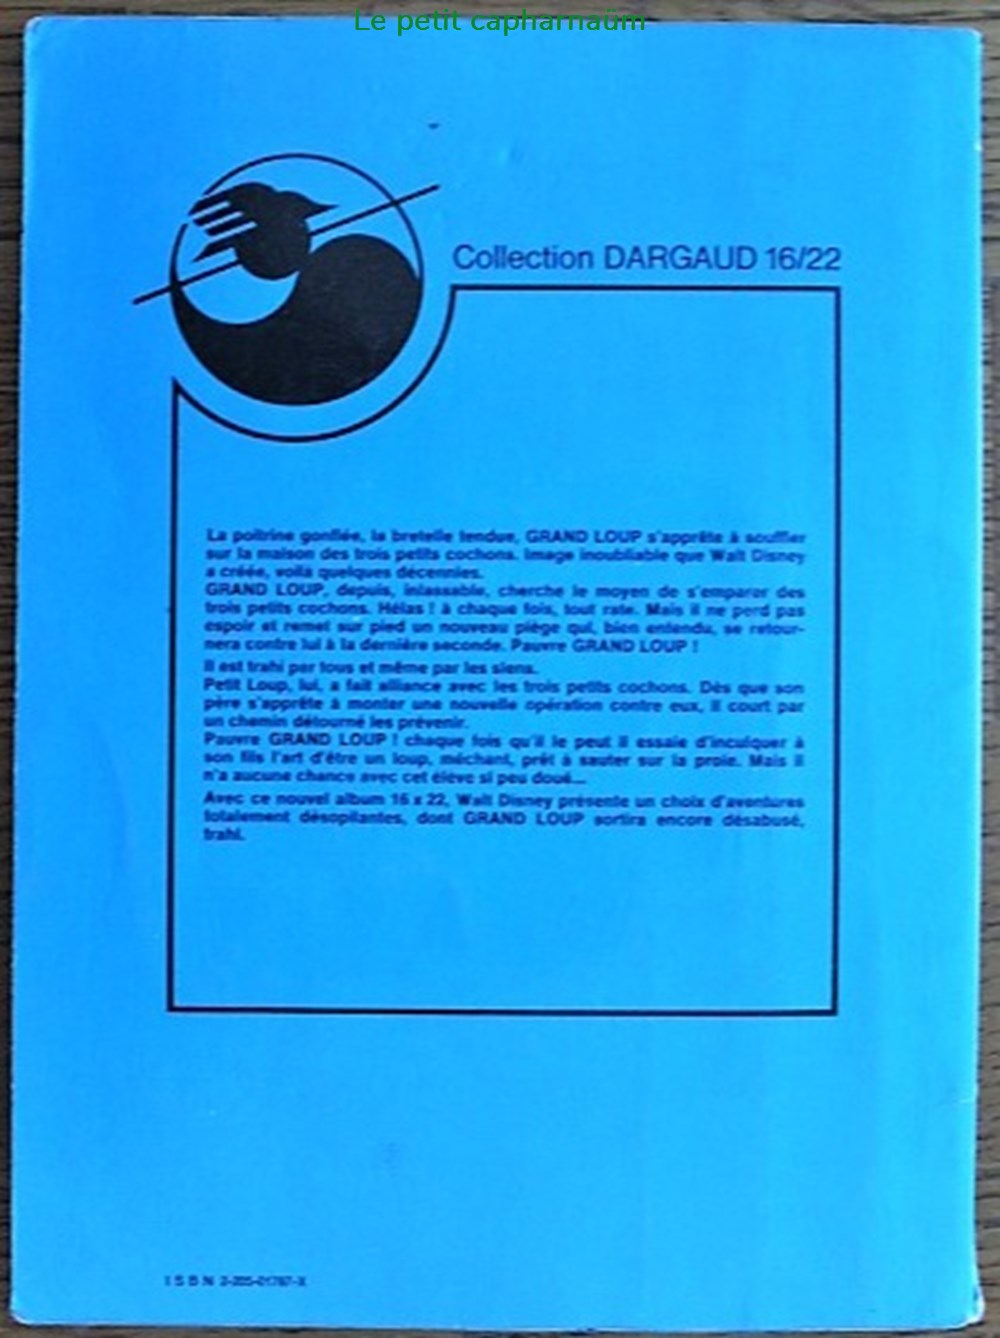 Le petit capharnaüm
Collection DARGAUD 16/22
La poitrine gonflée, la bretelle tendue, GRAND LOUP s'apprête à souffler
sur la maison des trois petits cochons. Image inoubliable que Walt Disney
a créée, voilà quelques décennies.
GRAND LOUP, depuis, inlassable, cherche le moyen de s'emparer des
trois petits cochons. Hélas ! à chaque fois, tout rate. Mais il ne perd pas
espoir et remet sur pied un nouveau piège qui, bien entendu, se retour-
nera contre lui à la dernière seconde. Pauvre GRAND LOUP !
Il est trahi par tous et même par les siens.
Petit Loup, lui, a fait alliance avec les trois petits cochons. Dès que son
père s'apprête à monter une nouvelle opération contre eux, il court par
un chemin détourné les prévenir.
Pauvre GRAND LOUP ! chaque fois qu'il le peut il essaie d'inculquer à
son fils l'art d'être un loup, méchant, prêt à sauter sur la proie. Mais il
n'a aucune chance avec cet élève si peu doué...
Avec ce nouvel album 16 x 22, Walt Disney présente un choix d'aventures
totalement désopilantes, dont GRAND LOUP sortira encore désabusé,
trahi.
ISBN 2-205-01787-X